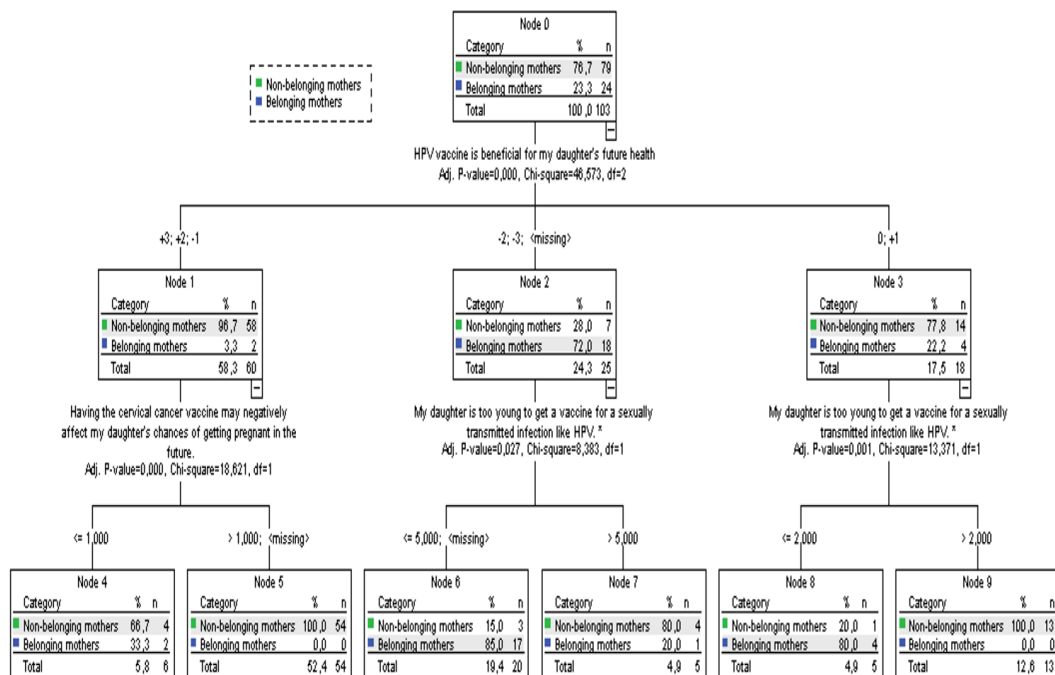 Non-belonging mothers
Belonging mothers
Node 0
Category % n
Non-belonging mothers 76,7 79
Belonging mothers 23,3 24
Total 100 ,0 103
HPV vaccine is beneficial for my daughter's future health
Adj. P-value=0,000, Chi-square=46,573, df=2
+3; +2; -1
-2; -3; <missing>
0; +1
Node 1
Category % n
Non-belonging mothers 96,7 58
Belonging mothers 3,3 2
Total 58,3 60
Node 2
Category % n
Non-belonging mothers 28,0 7
Belonging mothers 72,0 18
Total 24,3 25
Node 3
Category % n
Non-belonging mothers 77,8 14
Belonging mothers 22,2 4
Total 17,5 18
Having the cervical cancer vaccine may negatively
affect my daughter's chances of getting pregnant in the
future.
Adj. P-value=0,000, Chi-square=18,621, df=1
My daughter is too young to get a vaccine for a sexually
transmitted infection like HPV. *
Adj. P-value=0,027, Chi-square=8,383, df=1
My daughter is too young to get a vaccine for a sexually
transmitted infection like HPV. *
Adj. P-value=0,001, Chi-square=13,371, df=1
<= 1,000
> 1,000; <missing>
<= 5,000; <missing>
> 5,000
<= 2,000
> 2,000
Node 4
Category % n
Non-belonging mothers 66,7 4
Belonging mothers 33,3 2
Total 5,8 6
Node 5
Category % n
Non-belonging mothers 100,0 54
Belonging mothers 0,0 0
Total 52,4 54
Node 6
Category % n
Non-belonging mothers 15,0 3
Belonging mothers 85,0 17
Total 19,4 20
Node 7
Category % n
Non-belonging mothers 80,0 4
Belonging mothers 20,0 1
Total 4,9 5
Node 8
Category % n
Non-belonging mothers 20,0 1
Belonging mothers 80,0 4
Total 4,9 5
Node 9
Category % n
Non-belonging mothers 100,0 13
Belonging mothers 0,0 0
Total 12,6 13